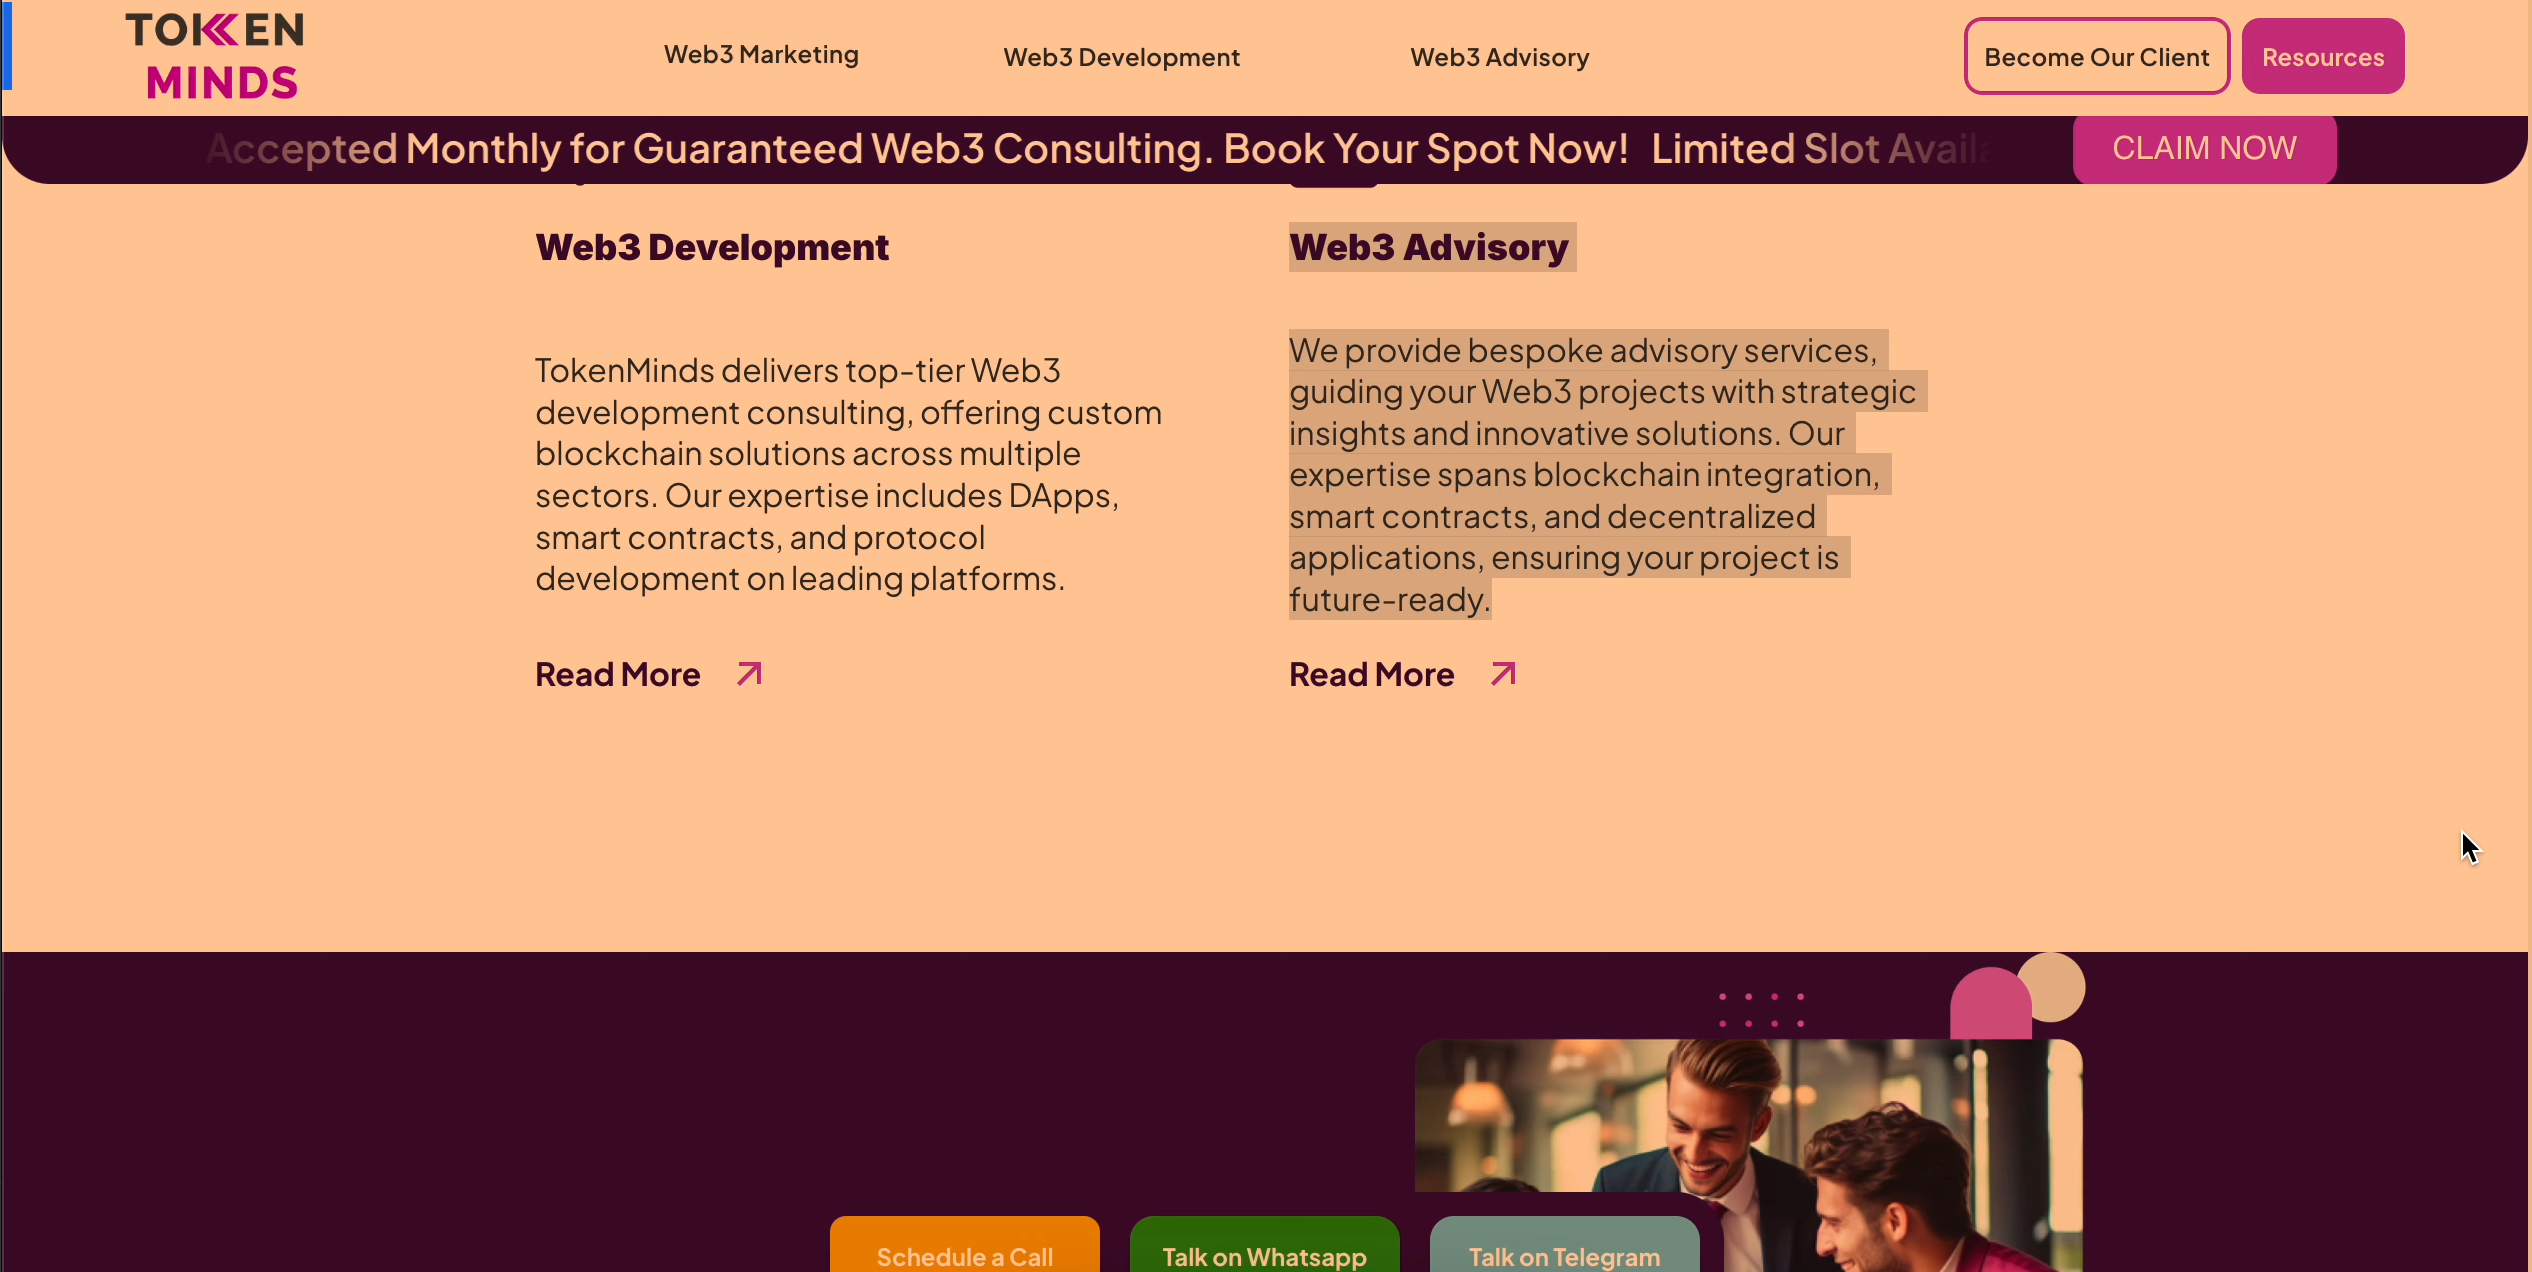 TOKEN
MINDS
Web3 Marketing
Web3 Development
Web3 Advisory
Become Our Client
Resources
Accepted Monthly for Guaranteed Web3 Consulting. Book Your Spot Now! Limited Slot
CLAIM NOW
Web3 Development
TokenMinds delivers top-tier Web3
development consulting, offering custom
blockchain solutions across multiple
sectors. Our expertise includes DApps,
smart contracts, and protocol
development on leading platforms.
Read More
Web3 Advisory
We provide bespoke advisory services,
guiding your Web3 projects with strategic
insights and innovative solutions. Our
expertise spans blockchain integration,
smart contracts, and decentralized
applications, ensuring your project is
future-ready.
Read More
Schedule a Call
Talk on Whatsapp
Talk on Telegram